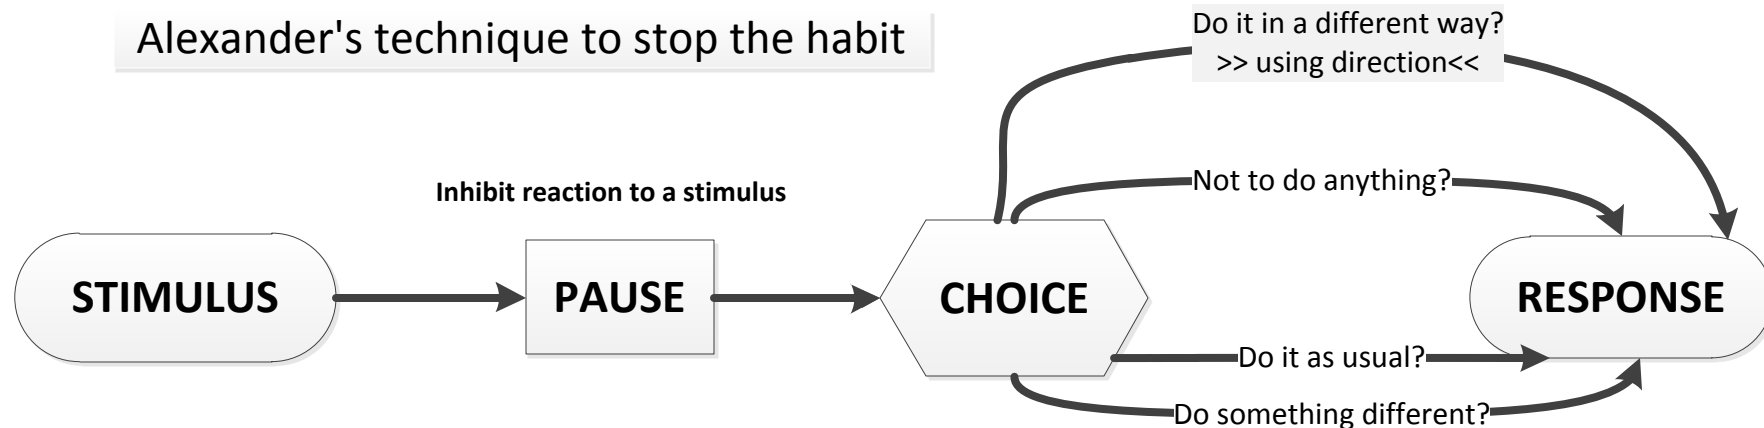 Alexander's technique to stop the habit
Do it in a different way?
>> using direction<<
Inhibit reaction to a stimulus
Not to do anything?
STIMULUS
PAUSE
CHOICE
RESPONSE
Do it as usual?
Do something different?